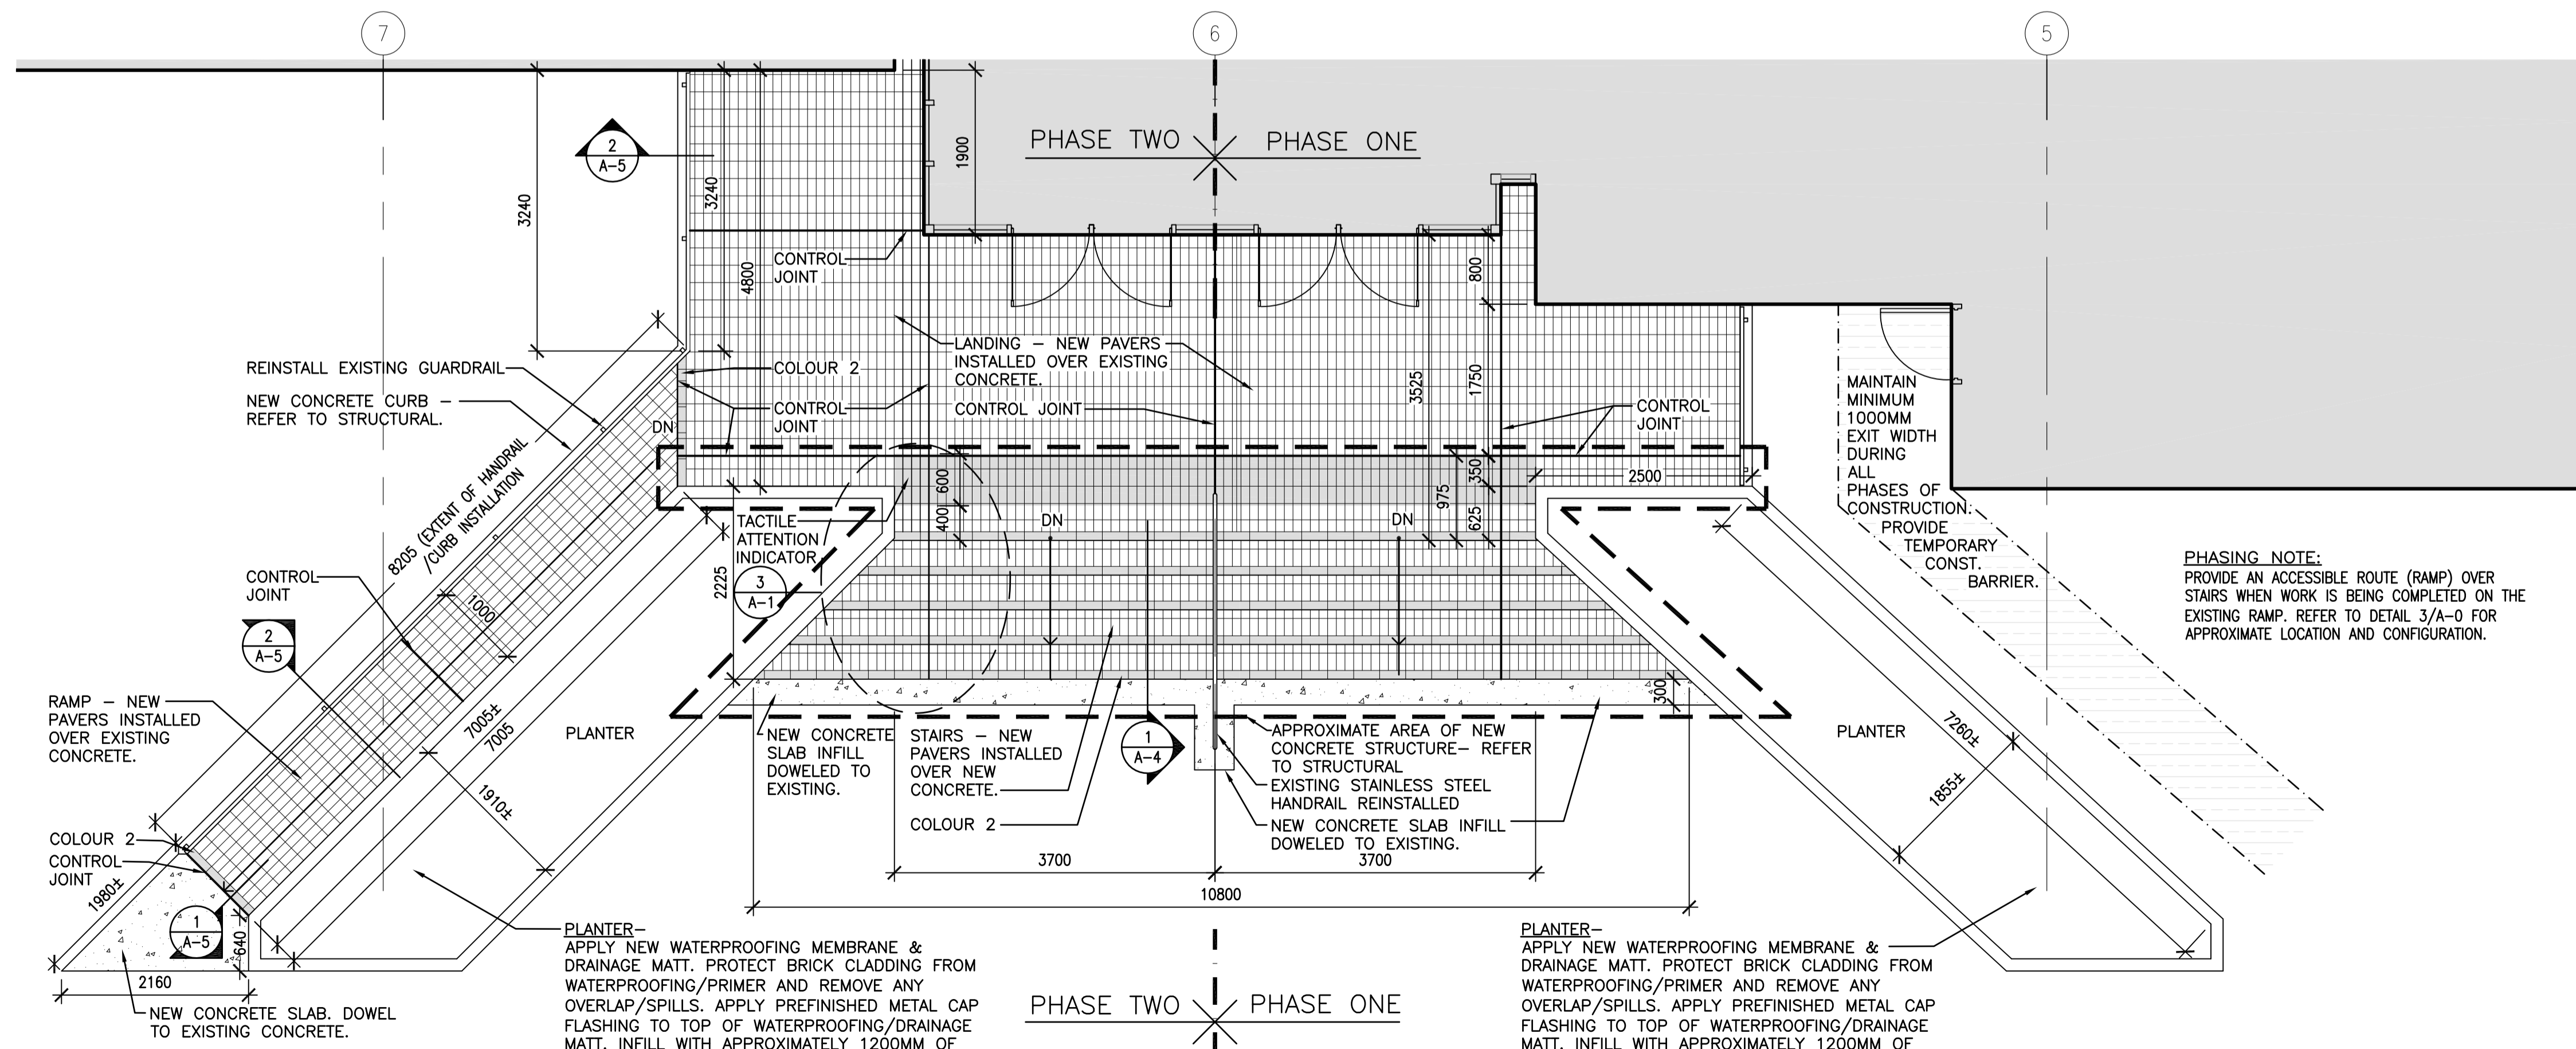 7
6
5
PHASE TWO
PHASE ONE
2
A-5
3240
3240
4800
1900
CONTROL
JOINT
800
3525
1750
REINSTALL EXISTING GUARDRAIL
NEW CONCRETE CURB –
REFER TO STRUCTURAL.
COLOUR 2
CONTROL
JOINT
LANDING – NEW PAVERS
INSTALLED OVER EXISTING
CONCRETE.
CONTROL JOINT
CONTROL
JOINT
MAINTAIN
MINIMUM
1000MM
EXIT WIDTH
DURING
ALL
PHASES OF
CONSTRUCTION.
PROVIDE
TEMPORARY
CONST.
BARRIER.
DN
8205 (EXTENT OF HANDRAIL
/CURB INSTALLATION
600
400
350
975
625
2500
TACTILE
ATTENTION
INDICATOR
DN
DN
3
A-1
2225
PHASING NOTE:
PROVIDE AN ACCESSIBLE ROUTE (RAMP) OVER
STAIRS WHEN WORK IS BEING COMPLETED ON THE
EXISTING RAMP. REFER TO DETAIL 3/A-0 FOR
APPROXIMATE LOCATION AND CONFIGURATION.
CONTROL
JOINT
1000
2
A-5
RAMP – NEW
PAVERS INSTALLED
OVER EXISTING
CONCRETE.
7005±
7005
PLANTER
1910±
300
NEW CONCRETE
SLAB INFILL
DOWELED TO
EXISTING.
STAIRS – NEW
PAVERS INSTALLED
OVER NEW
CONCRETE.
COLOUR 2
1
A-4
APPROXIMATE AREA OF NEW
CONCRETE STRUCTURE– REFER
TO STRUCTURAL
EXISTING STAINLESS STEEL
HANDRAIL REINSTALLED
NEW CONCRETE SLAB INFILL
DOWELED TO EXISTING.
PLANTER
7260±
1855±
COLOUR 2
CONTROL
JOINT
1980±
1
A-5
640
2160
3700
3700
10800
NEW CONCRETE SLAB. DOWEL
TO EXISTING CONCRETE.
PLANTER–
APPLY NEW WATERPROOFING MEMBRANE &
DRAINAGE MATT. PROTECT BRICK CLADDING FROM
WATERPROOFING/PRIMER AND REMOVE ANY
OVERLAP/SPILLS. APPLY PREFINISHED METAL CAP
FLASHING TO TOP OF WATERPROOFING/DRAINAGE
MATT. INFILL WITH APPROXIMATELY 1200MM OF
PHASE TWO
PHASE ONE
PLANTER–
APPLY NEW WATERPROOFING MEMBRANE &
DRAINAGE MATT. PROTECT BRICK CLADDING FROM
WATERPROOFING/PRIMER AND REMOVE ANY
OVERLAP/SPILLS. APPLY PREFINISHED METAL CAP
FLASHING TO TOP OF WATERPROOFING/DRAINAGE
MATT. INFILL WITH APPROXIMATELY 1200MM OF